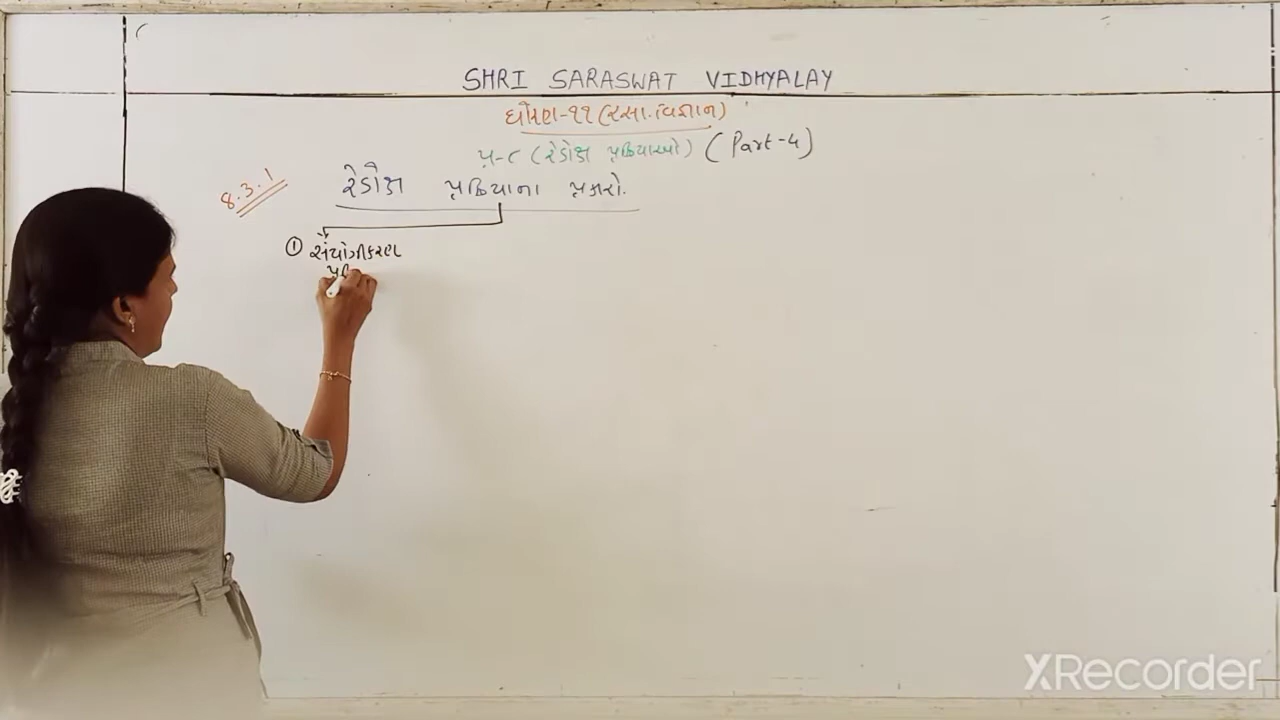 SHRI SARASWAT VIDHYALAY
ધોરણ-૧૧ (રસા.વિજ્ઞાન)
પ્ર-૮ (રેડોક્ષ પ્રક્રિયાઓ) (Part-4)
8.3.1 રેડોક્ષ પ્રક્રિયાના પ્રકારો.
① સંયોગીકરણ
XRecorder